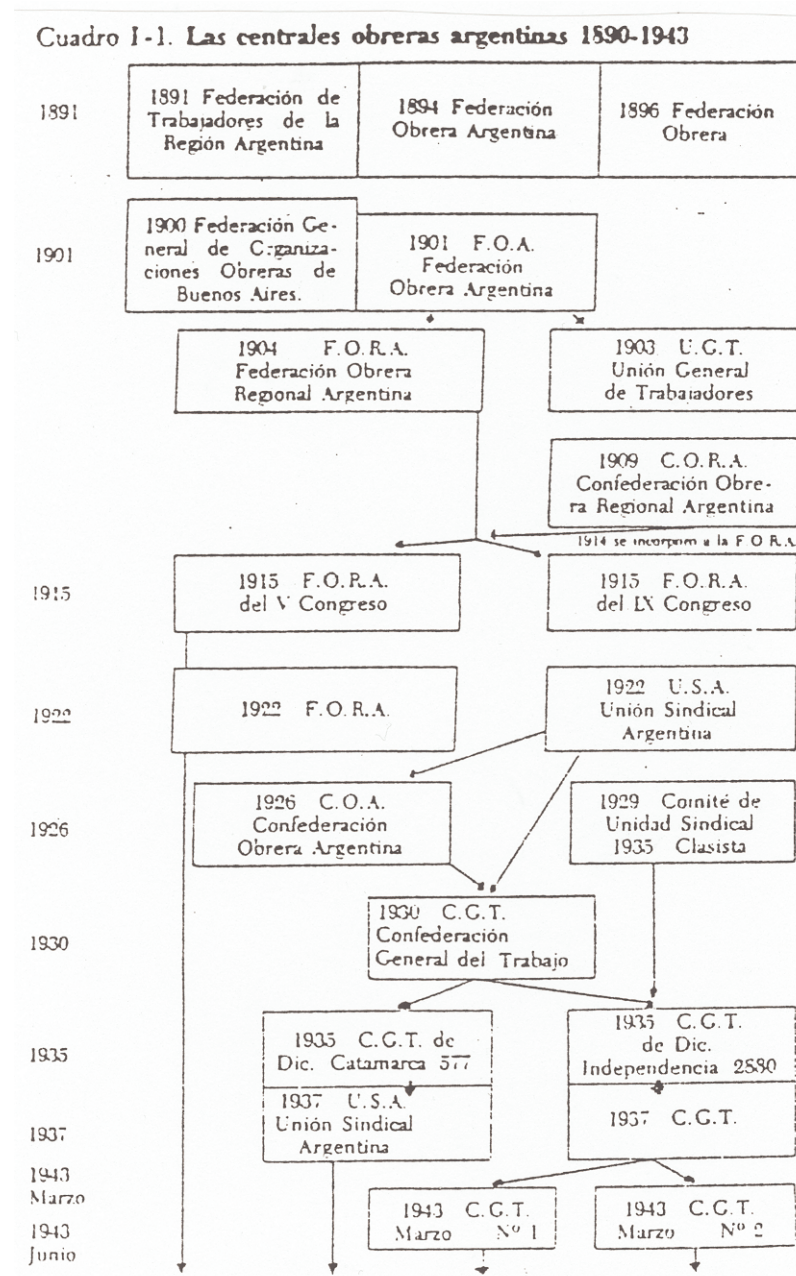 Cuadro I-1. Las centrales obreras argentinas 1890-1943
1891
1891 Federación de
Trabajadores de la
Región Argentina
1894 Federación
Obrera Argentina
1896 Federación
Obrera
1901
1900 Federación Ge-
neral de Organiza-
ciones Obreras de
Buenos Aires.
1901 F.O.A.
Federación
Obrera Argentina
1904 F.O.R.A.
Federación Obrera
Regional Argentina
1903 U.G.T.
Unión General
de Trabajadores
1909 C.O.R.A.
Confederación Obre-
ra Regional Argentina
1914 se incorporan a la F O R.A.
1915
1915 F.O.R.A.
del V Congreso
1915 F.O.R.A.
del IX Congreso
1922
1922 F.O.R.A.
1922 U.S.A.
Unión Sindical
Argentina
1926
1926 C.O.A.
Confederación
Obrera Argentina
1929 Comité de
Unidad Sindical
1935 Clasista
1930
1930 C.G.T.
Confederación
General del Trabajo
1935
1935 C.G.T. de
Dic. Catamarca 577
1935 C.G.T.
de Dic.
Independencia 2880
1937
1937 U.S.A.
Unión Sindical
Argentina
1937 C.G.T.
1943
Marzo
1943 C.G.T.
Marzo Nº 1
1943 C.G.T.
Marzo Nº 2
1943
Junio